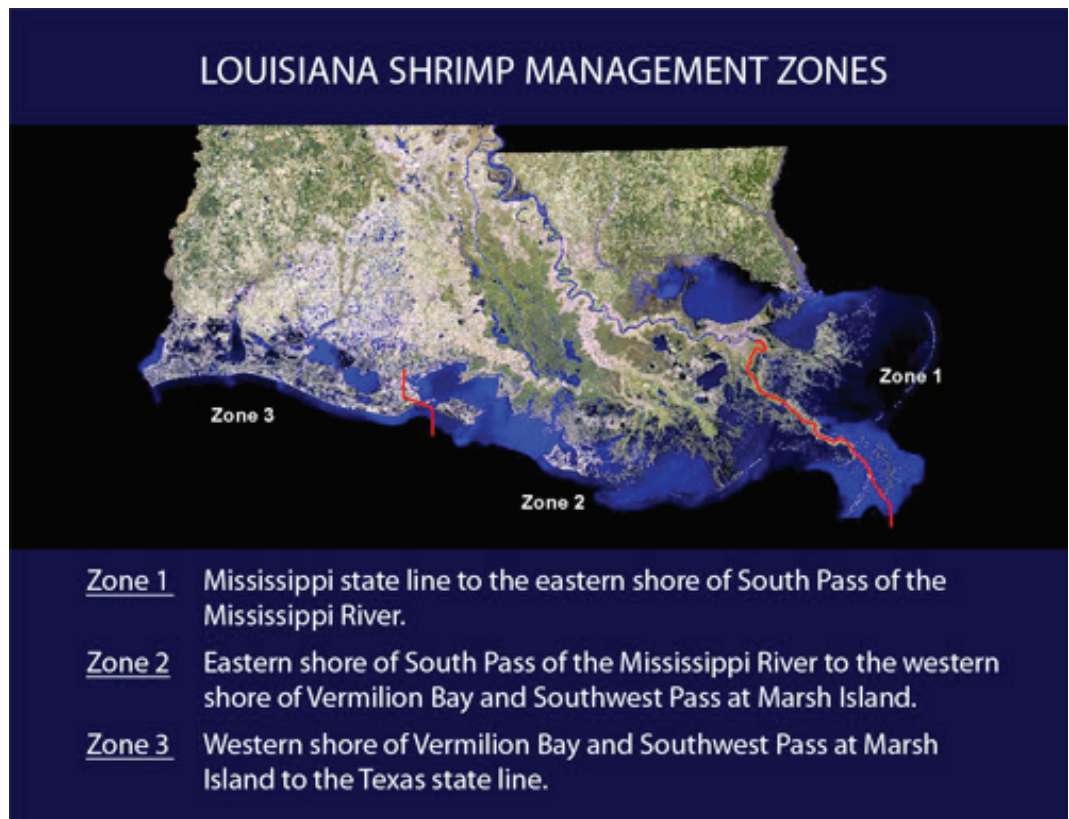 LOUISIANA SHRIMP MANAGEMENT ZONES
Zone 1
Zone 3
Zone 2
Zone 1 Mississippi state line to the eastern shore of South Pass of the
Mississippi River.
Zone 2 Eastern shore of South Pass of the Mississippi River to the western
shore of Vermilion Bay and Southwest Pass at Marsh Island.
Zone 3 Western shore of Vermilion Bay and Southwest Pass at Marsh
Island to the Texas state line.